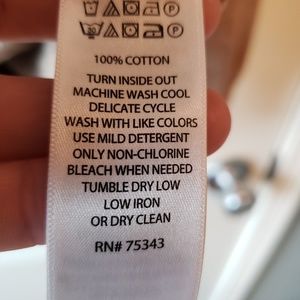 100% COTTON
TURN INSIDE OUT
MACHINE WASH COOL
DELICATE CYCLE
WASH WITH LIKE COLORS
USE MILD DETERGENT
ONLY NON-CHLORINE
BLEACH WHEN NEEDED
TUMBLE DRY LOW
LOW IRON
OR DRY CLEAN
RN# 75343